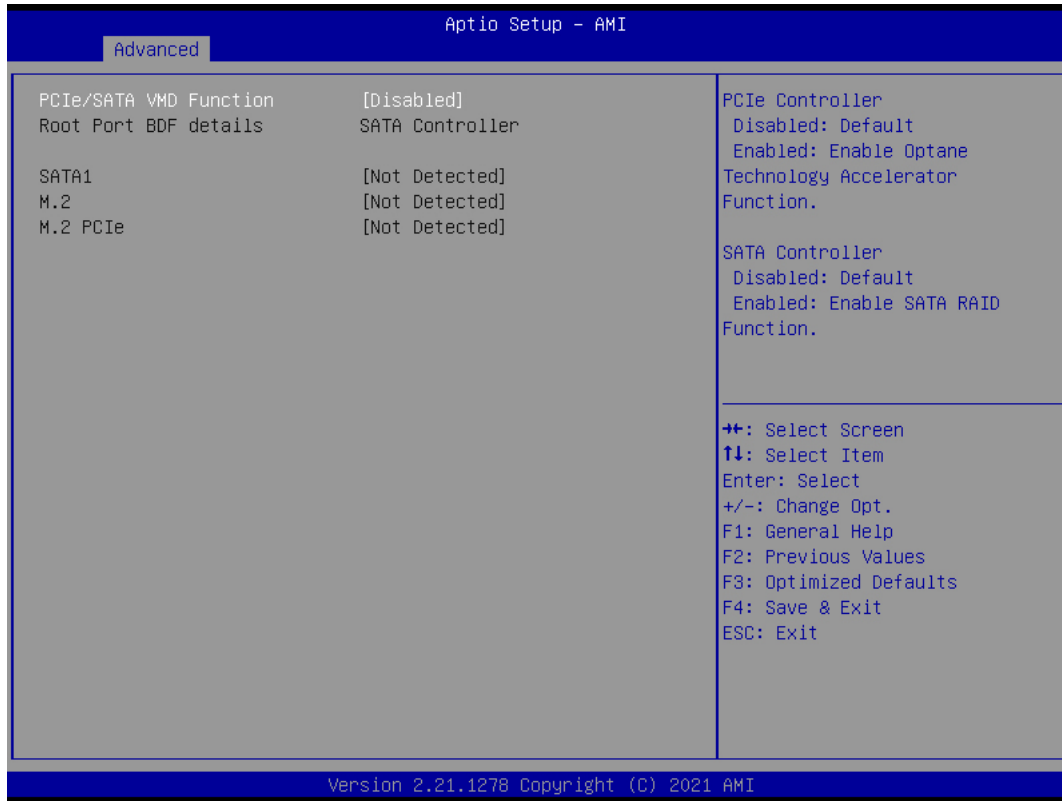 Aptio Setup – AMI
Advanced
PCIe/SATA VMD Function [Disabled]
Root Port BDF details SATA Controller
SATA1 [Not Detected]
M.2 [Not Detected]
M.2 PCIe [Not Detected]
PCIe Controller
Disabled: Default
Enabled: Enable Optane
Technology Accelerator
Function.
SATA Controller
Disabled: Default
Enabled: Enable SATA RAID
Function.
→←: Select Screen
↑↓: Select Item
Enter: Select
+/-: Change Opt.
F1: General Help
F2: Previous Values
F3: Optimized Defaults
F4: Save & Exit
ESC: Exit
Version 2.21.1278 Copyright (C) 2021 AMI